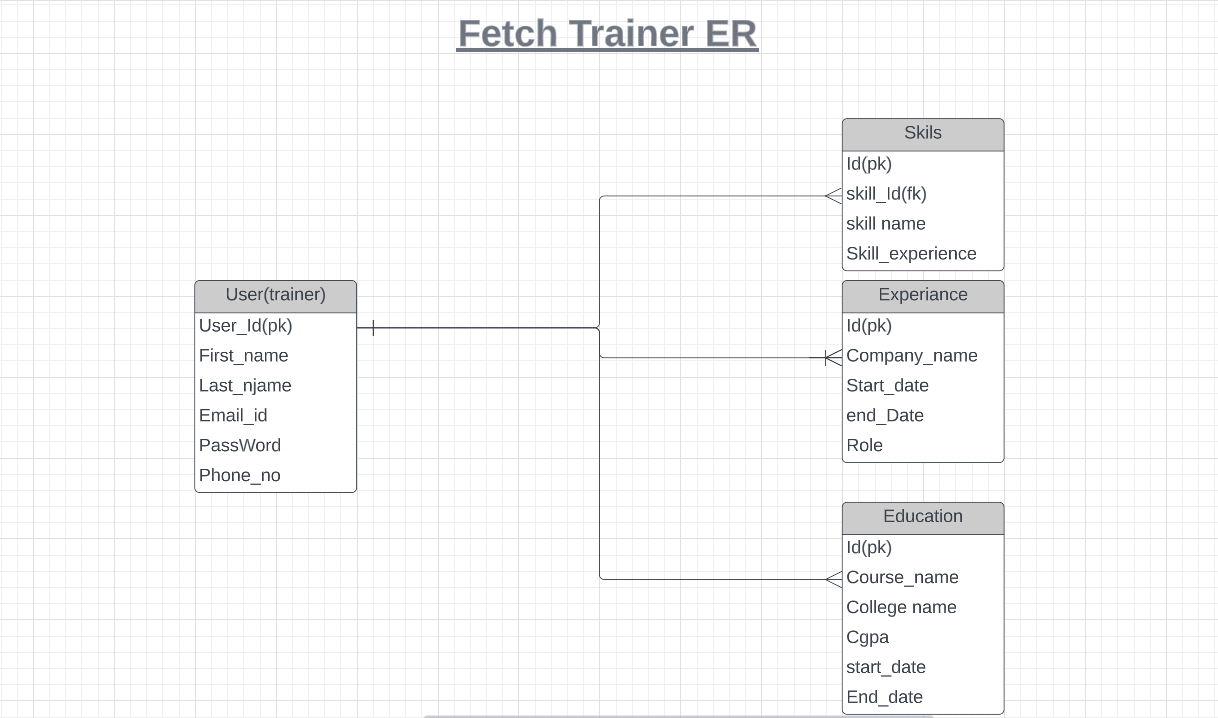 Fetch Trainer ER
Skils
Id(pk)
skill_Id(fk)
skill name
Skill_experience
User(trainer)
User_Id(pk)
First_name
Last_njame
Email_id
PassWord
Phone_no
Experiance
Id(pk)
Company_name
Start_date
end_Date
Role
Education
Id(pk)
Course_name
College name
Cgpa
start_date
End_date